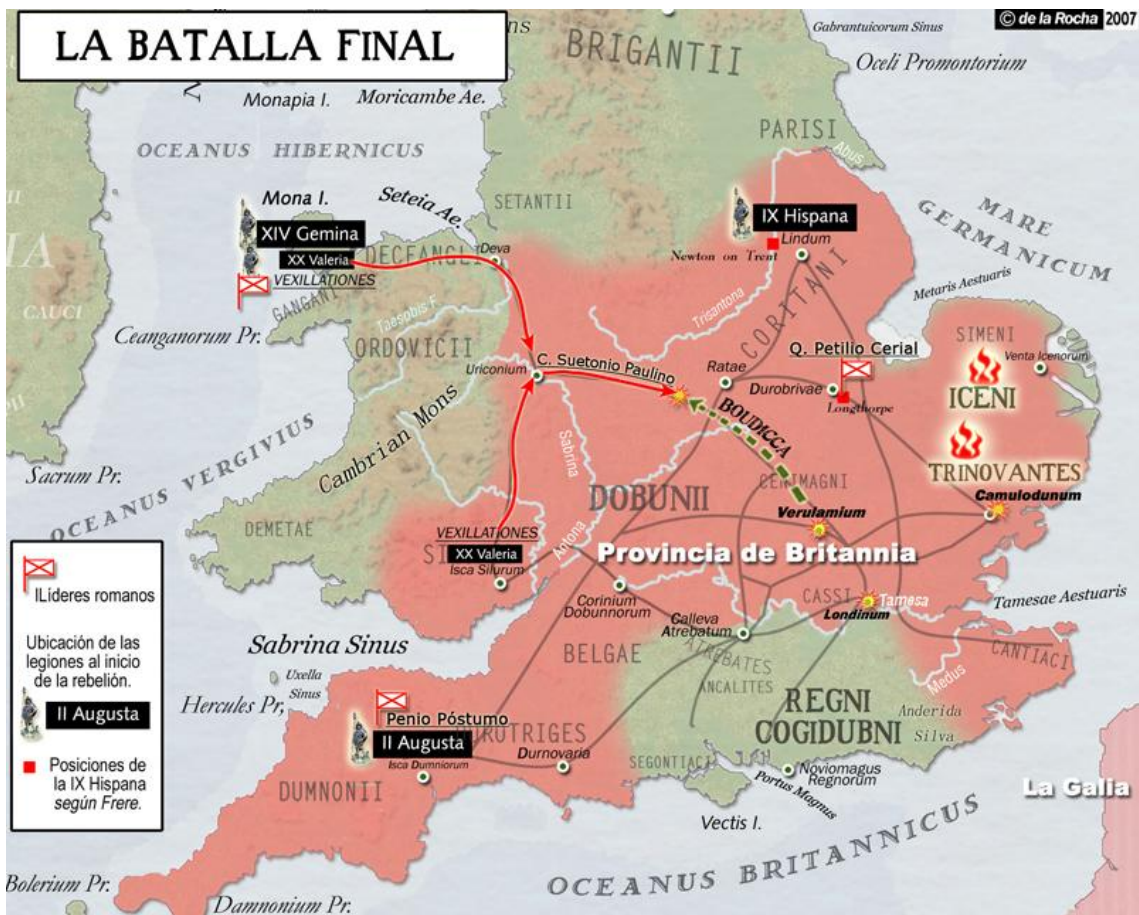 © de la Rocha 2007
LA BATALLA FINAL
Gabrantuicorum Sinus
BRIGANTII
Oceli Promontorium
Monapia I.
Moricambe Ae.
PARISI
Abus
OCEANUS HIBERNICUS
Mona I.
Seteia Ae.
SETANTII
MARE
GERMANICUM
XIV Gemina
XX Valeria
VEXILLATIONES
DECEANGLI
Deva
GANGANI
IX Hispana
Newton on Trent
Lindum
Metaris Aestuaris
CAUCI
Ceanganorum Pr.
Taesobis F.
ORDOVICII
Trisantona
CORITANI
SIMENI
Venta Icenorum
ICENI
Uriconium
C. Suetonio Paulino
Ratae
Q. Petilio Cerial
Durobrivae
Longthorpe
BOUDICCA
Cambrian Mons
Sabrina
TRINOVANTES
Camulodunum
Sacrum Pr.
OCEANUS VERGIVIUS
DOBUNII
CENIMAGNI
Verulamium
DEMETAE
VEXILLATIONES
XX Valeria
Isca Silurum
Antona
Provincia de Britannia
Corinium
Dobunnorum
CASSI
Londinum
Tamesa
Tamesae Aestuaris
Calleva
Atrebatum
ATREBATES
ANCALITES
CANTIACI
Medus
Sabrina Sinus
BELGAE
Uxella
Sinus
Hercules Pr,
REGNI
COGIDUBNI
Anderida
Silva
Penio Póstumo
II Augusta
DUROTRIGES
Isca Dumniorum
Durnovaria
SEGONTIACI
Noviomagus
Regnorum
Portus Magnus
DUMNONII
Vectis I.
La Galia
OCEANUS BRITANNICUS
Bolerium Pr.
Damnonium Pr.
lLíderes romanos
Ubicación de las
legiones al inicio
de la rebelión.
II Augusta
Posiciones de
la IX Hispana
según Frere.